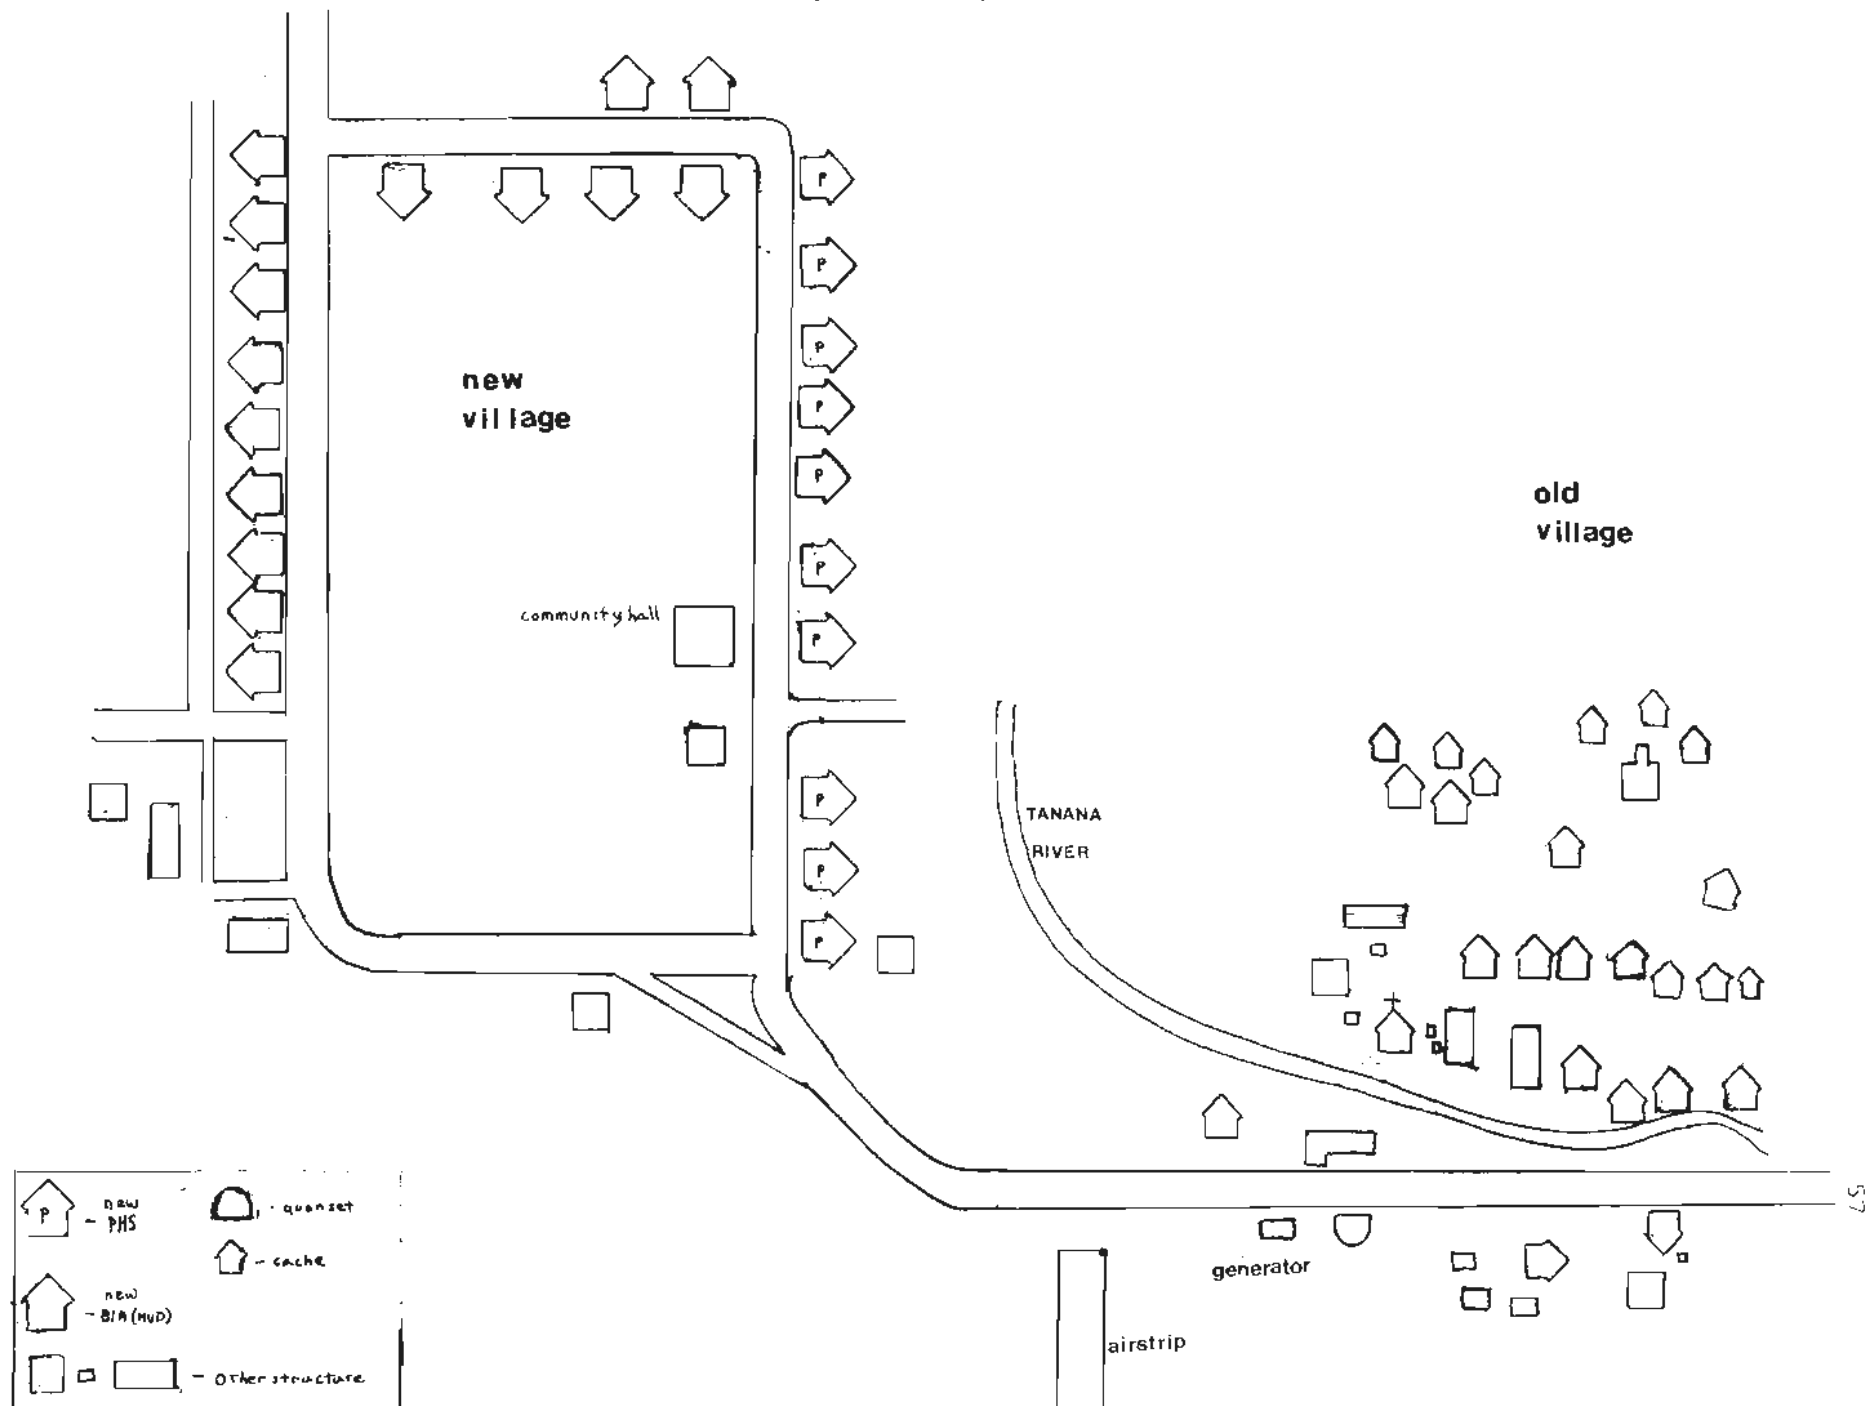 new
village
old
village
community hall
P
P
P
P
P
P
P
P
P
P
TANANA
RIVER
generator
airstrip
57
P
new
- PHS
- quonset
- cache
new
- BIA (HUD)
- other structure